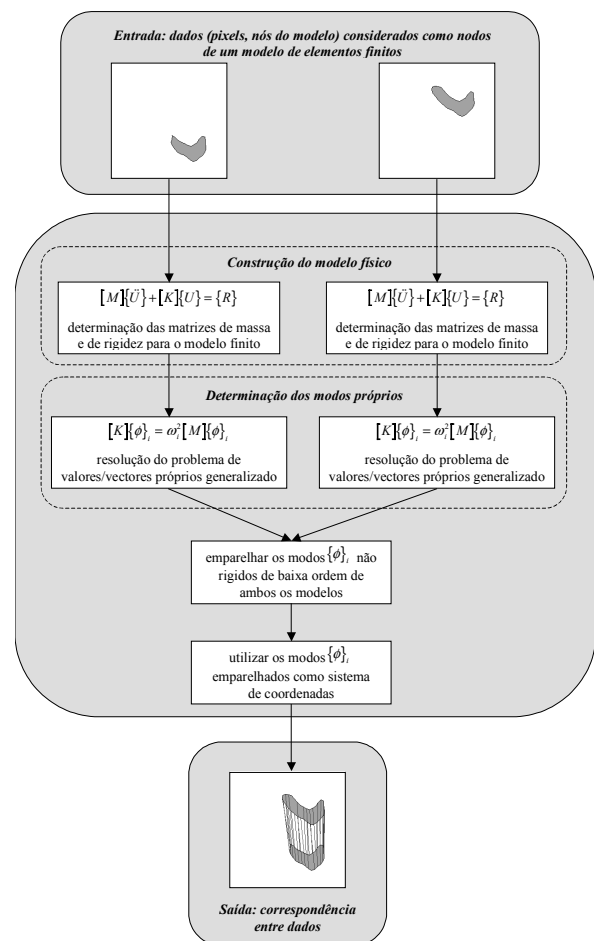 Entrada: dados (pixels, nós do modelo) considerados como nodos
de um modelo de elementos finitos
Construção do modelo físico
[M]{Ü}+[K]{U}={R}
determinação das matrizes de massa
e de rigidez para o modelo finito
[M]{Ü}+[K]{U}={R}
determinação das matrizes de massa
e de rigidez para o modelo finito
Determinação dos modos próprios
[K]{ϕ}ᵢ=ωᵢ²[M]{ϕ}ᵢ
resolução do problema de
valores/vectores próprios generalizado
[K]{ϕ}ᵢ=ωᵢ²[M]{ϕ}ᵢ
resolução do problema de
valores/vectores próprios generalizado
emparelhar os modos {ϕ}ᵢ não
rigidos de baixa ordem de
ambos os modelos
utilizar os modos {ϕ}ᵢ
emparelhados como sistema
de coordenadas
Saída: correspondência
entre dados